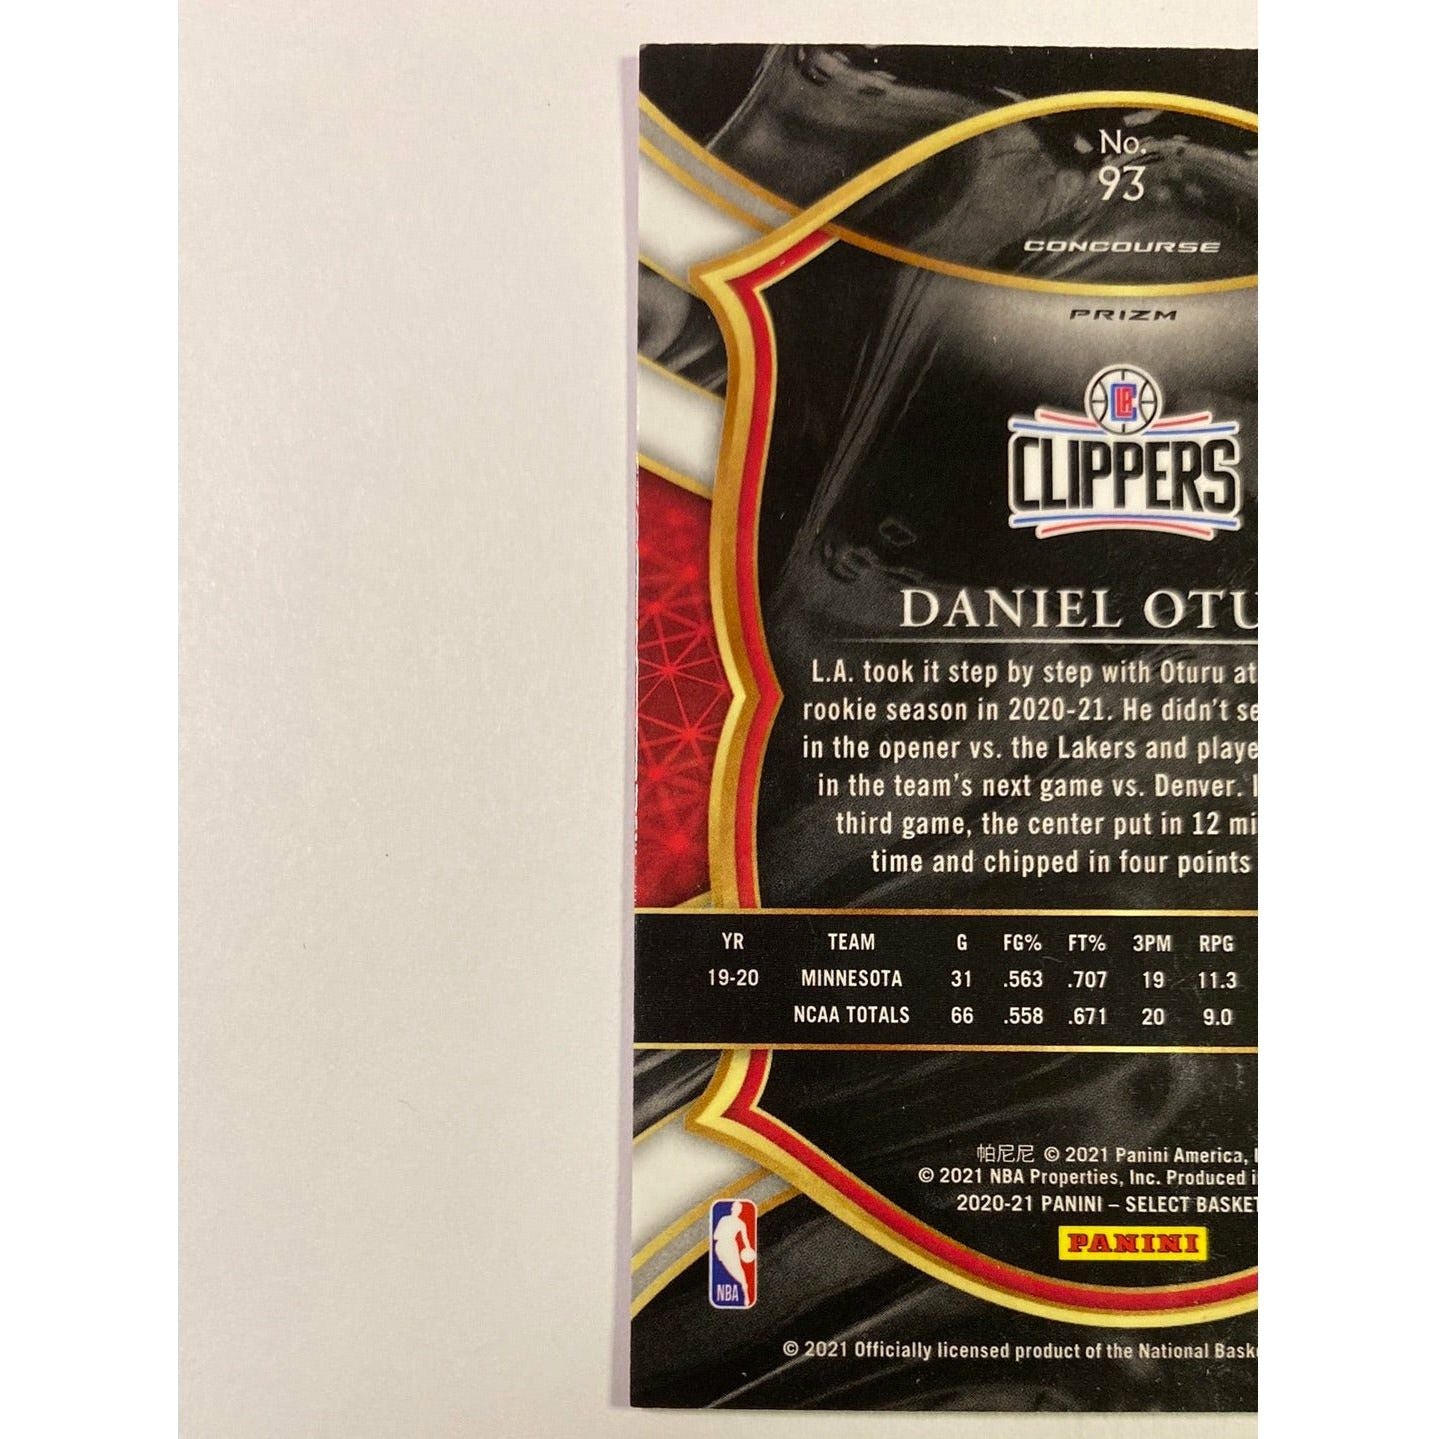 No.
93
CONCOURSE
PRIZM
LA
CLIPPERS
DANIEL OTU
L.A. took it step by step with Oturu at
rookie season in 2020-21. He didn't se
in the opener vs. the Lakers and playe
in the team's next game vs. Denver.
third game, the center put in 12 mi
time and chipped in four points
YR TEAM G FG% FT% 3PM RPG
19-20 MINNESOTA 31 .563 .707 19 11.3
NCAA TOTALS 66 .558 .671 20 9.0
帕尼尼 © 2021 Panini America,
© 2021 NBA Properties, Inc. Produced i
2020-21 PANINI – SELECT BASKET
PANINI
NBA
© 2021 Officially licensed product of the National Bask